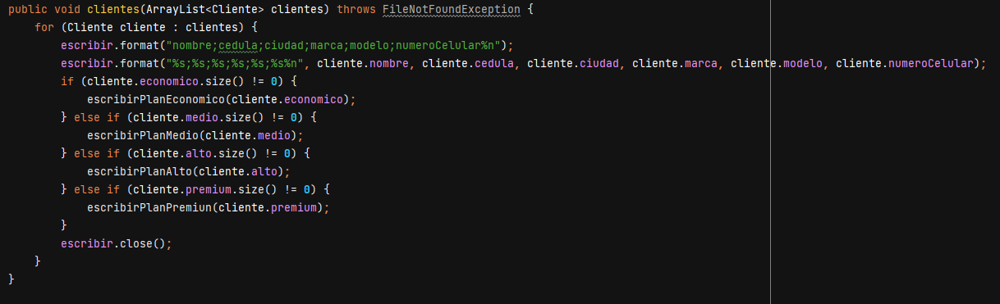 public void clientes(ArrayList<Cliente> clientes) throws FileNotFoundException {
    for (Cliente cliente : clientes) {
        escribir.format("nombre;cedula;ciudad;marca;modelo;numeroCelular%n");
        escribir.format("%s;%s;%s;%s;%s;%s%n", cliente.nombre, cliente.cedula, cliente.ciudad, cliente.marca, cliente.modelo, cliente.numeroCelular);
        if (cliente.economico.size() != 0) {
            escribirPlanEconomico(cliente.economico);
        } else if (cliente.medio.size() != 0) {
            escribirPlanMedio(cliente.medio);
        } else if (cliente.alto.size() != 0) {
            escribirPlanAlto(cliente.alto);
        } else if (cliente.premium.size() != 0) {
            escribirPlanPremiun(cliente.premium);
        }
        escribir.close();
    }
}